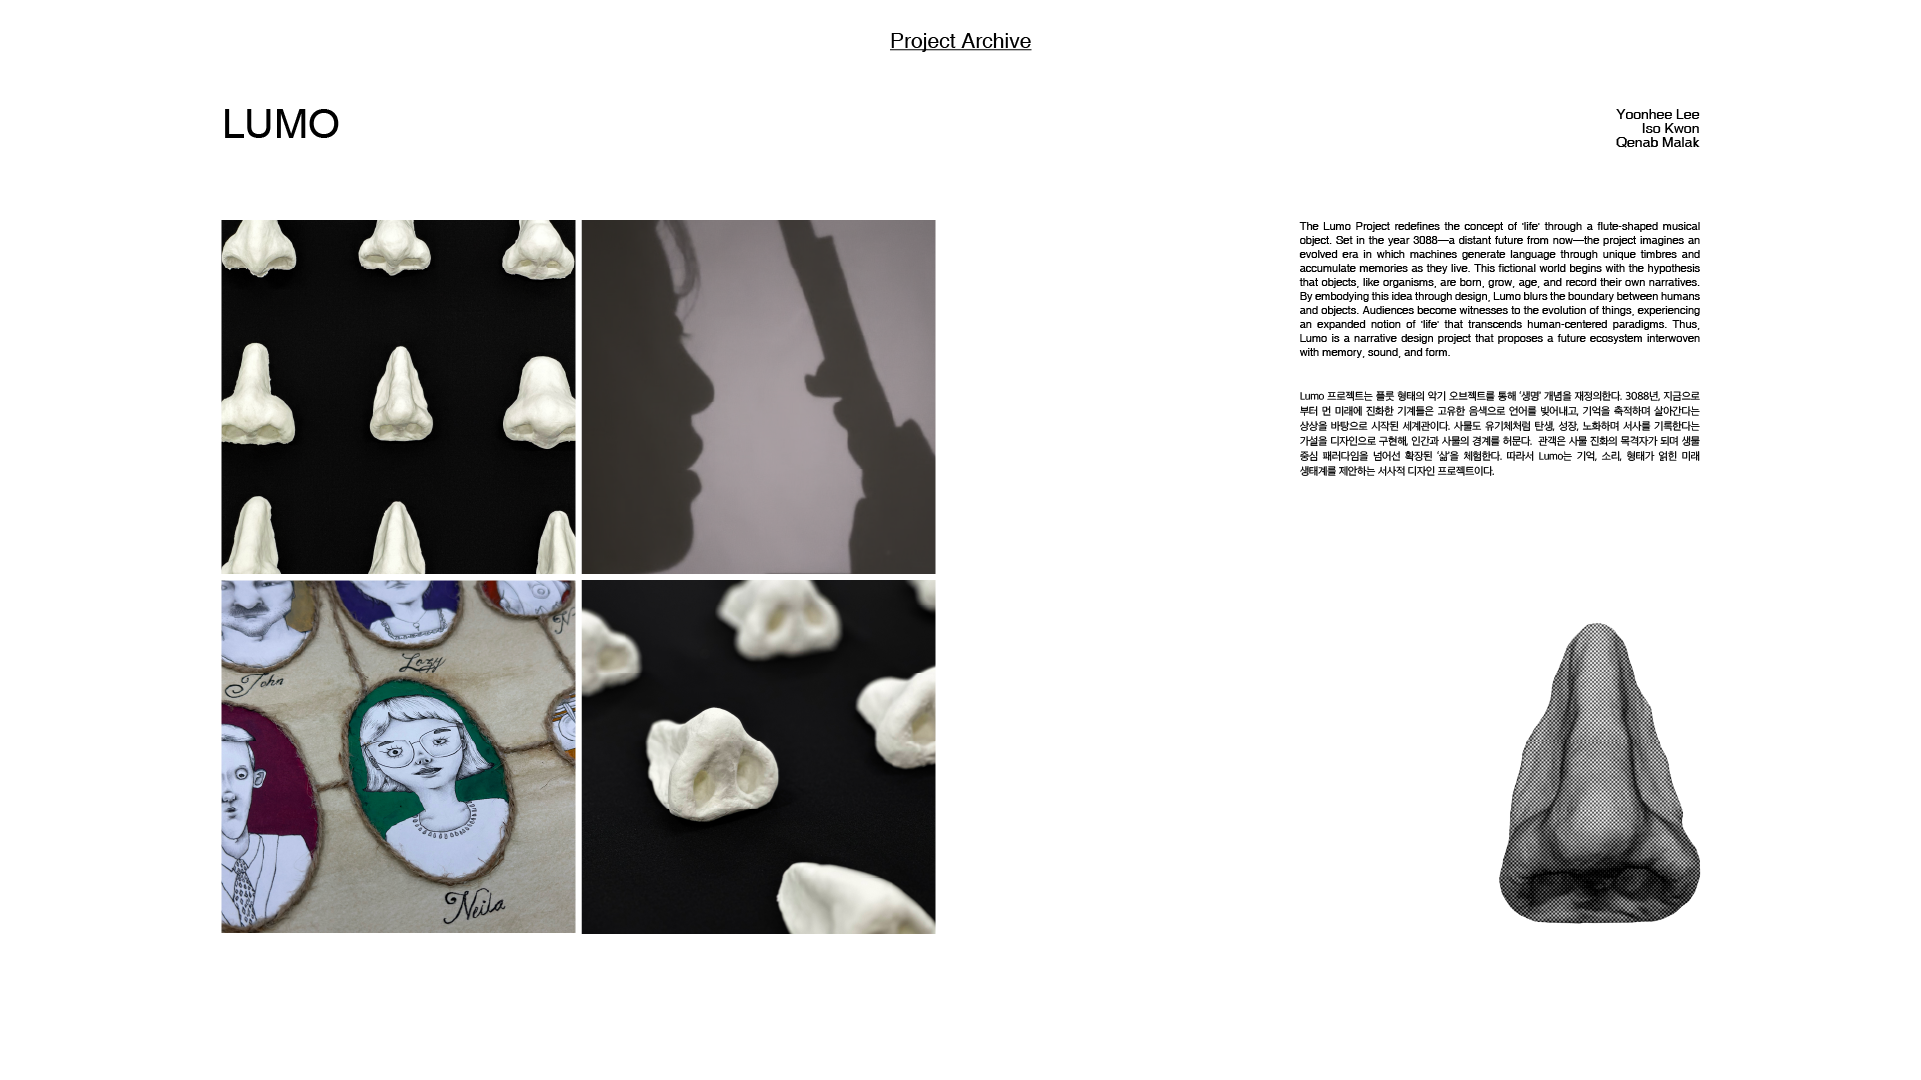 Project Archive
LUMO
Yoonhee Lee
Iso Kwon
Qenab Malak
The Lumo Project redefines the concept of ‘life’ through a flute-shaped musical
object. Set in the year 3088—a distant future from now—the project imagines an
evolved era in which machines generate language through unique timbres and
accumulate memories as they live. This fictional world begins with the hypothesis
that objects, like organisms, are born, grow, age, and record their own narratives.
By embodying this idea through design, Lumo blurs the boundary between humans
and objects. Audiences become witnesses to the evolution of things, experiencing
an expanded notion of ‘life’ that transcends human-centered paradigms. Thus,
Lumo is a narrative design project that proposes a future ecosystem interwoven
with memory, sound, and form.
Lumo 프로젝트는 플룻 형태의 악기 오브젝트를 통해 ‘생명’ 개념을 재정의한다. 3088년, 지금으로
부터 먼 미래에 진화한 기계들은 고유한 음색으로 언어를 빚어내고, 기억을 축적하며 살아간다는
상상을 바탕으로 시작된 세계관이다. 사물도 유기체처럼 탄생, 성장, 노화하며 서사를 기록한다는
가설을 디자인으로 구현해, 인간과 사물의 경계를 허문다. 관객은 사물 진화의 목격자가 되며 생물
중심 패러다임을 넘어선 확장된 ‘삶’을 체험한다. 따라서 Lumo는 기억, 소리, 형태가 얽힌 미래
생태계를 제안하는 서사적 디자인 프로젝트이다.
Lozy
John
Neila